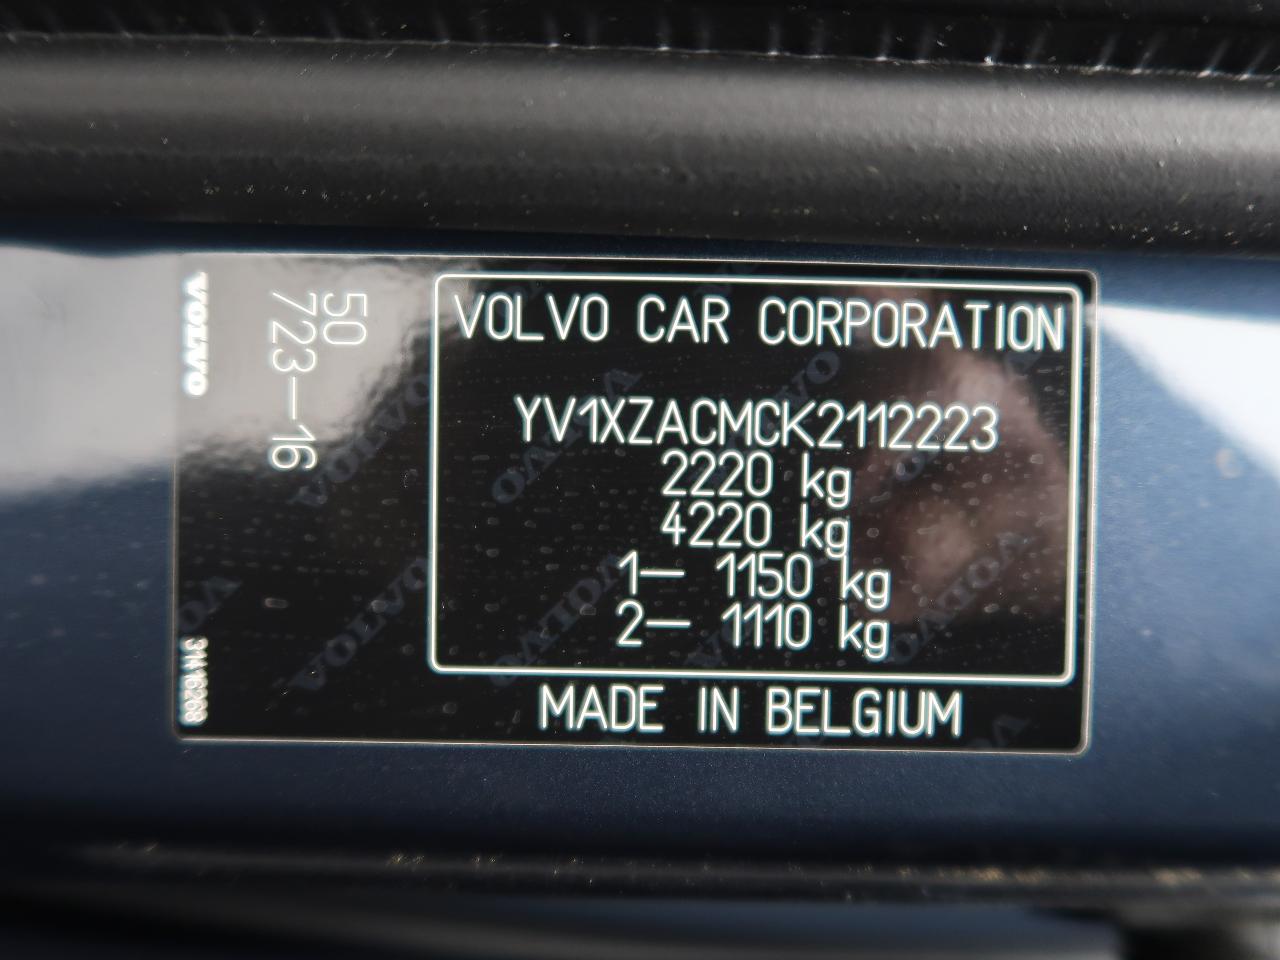 VOLVO
50
723-16
31416268
VOLVO CAR CORPORATION
YV1XZACMCK2112223
2220 kg
4220 kg
1- 1150 kg
2- 1110 kg
MADE IN BELGIUM